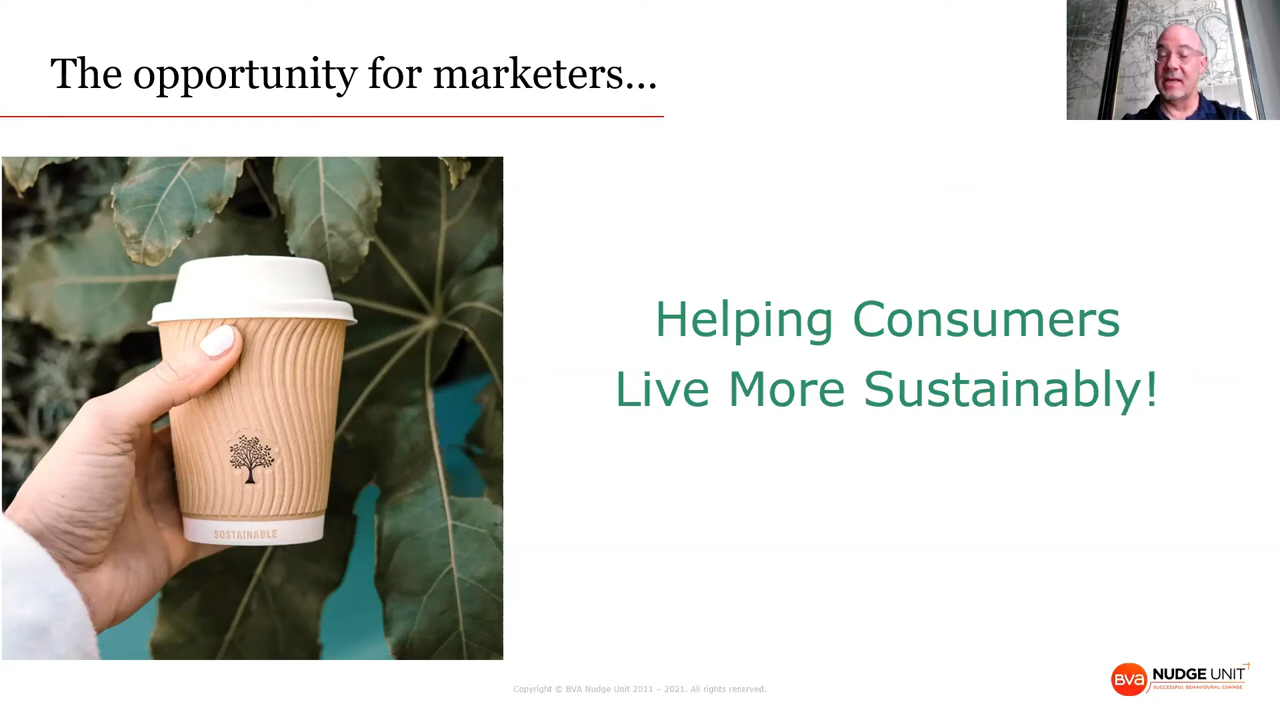 The opportunity for marketers...
Helping Consumers
Live More Sustainably!
SUSTAINABLE
Copyright © BVA Nudge Unit 2011 – 2021. All rights reserved.
BVa NUDGE UNIT
SUCCESSFUL BEHAVIOURAL CHANGE